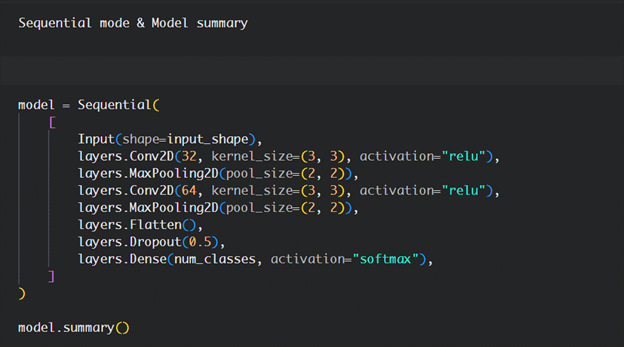 Sequential mode & Model summary
model = Sequential(
[
Input(shape=input_shape),
layers.Conv2D(32, kernel_size=(3, 3), activation="relu"),
layers.MaxPooling2D(pool_size=(2, 2)),
layers.Conv2D(64, kernel_size=(3, 3), activation="relu"),
layers.MaxPooling2D(pool_size=(2, 2)),
layers.Flatten(),
layers.Dropout(0.5),
layers.Dense(num_classes, activation="softmax"),
]
)
model.summary()